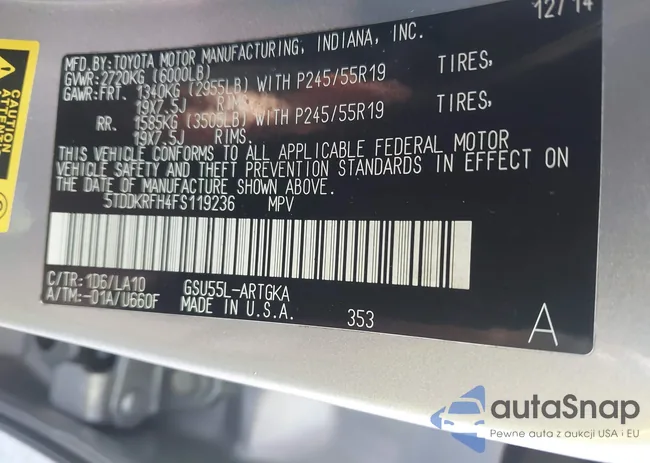 12/14
MFD.BY:TOYOTA MOTOR MANUFACTURING, INDIANA, INC.
GVWR:2720KG (6000LB)
GAWR:FRT. 1340KG (2955LB) WITH P245/55R19 TIRES,
19X7.5J RIMS.
RR. 1585KG (3505LB) WITH P245/55R19 TIRES,
19X7.5J RIMS.
THIS VEHICLE CONFORMS TO ALL APPLICABLE FEDERAL MOTOR
VEHICLE SAFETY AND THEFT PREVENTION STANDARDS IN EFFECT ON
THE DATE OF MANUFACTURE SHOWN ABOVE.
5TDDKRFH4FS119236 MPV
C/TR:1D6/LA10 GSU55L-ARTGKA
A/TM:-01A/U660F MADE IN U.S.A. 353 A
CAUTION
ATTENTION
autaSnap
Pewne auta z aukcji USA i EU